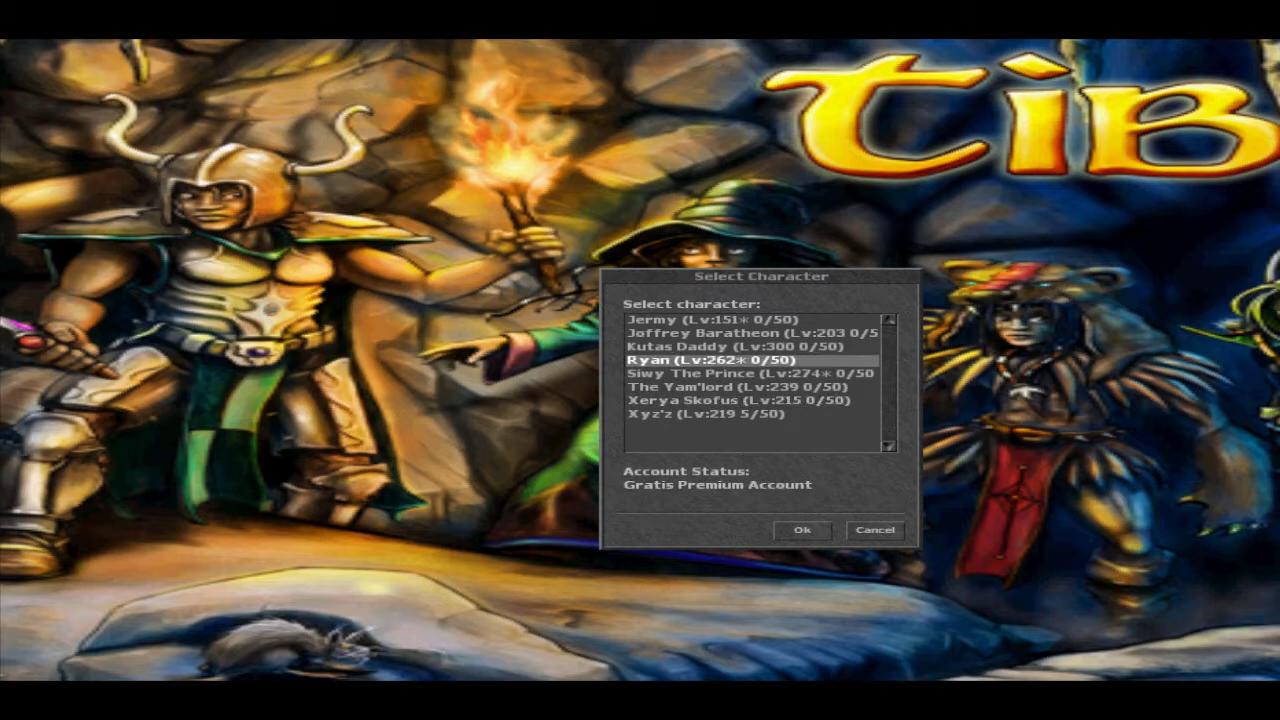 TiB
Select Character
Select character:
Jermy (Lv:151* 0/50)
Joffrey Baratheon (Lv:203 0/5
Kutas Daddy (Lv:300 0/50)
Ryan (Lv:262* 0/50)
Siwy The Prince (Lv:274* 0/50
The Yam'lord (Lv:239 0/50)
Xerya Skofus (Lv:215 0/50)
Xyz'z (Lv:219 5/50)
Account Status:
Gratis Premium Account
Ok
Cancel